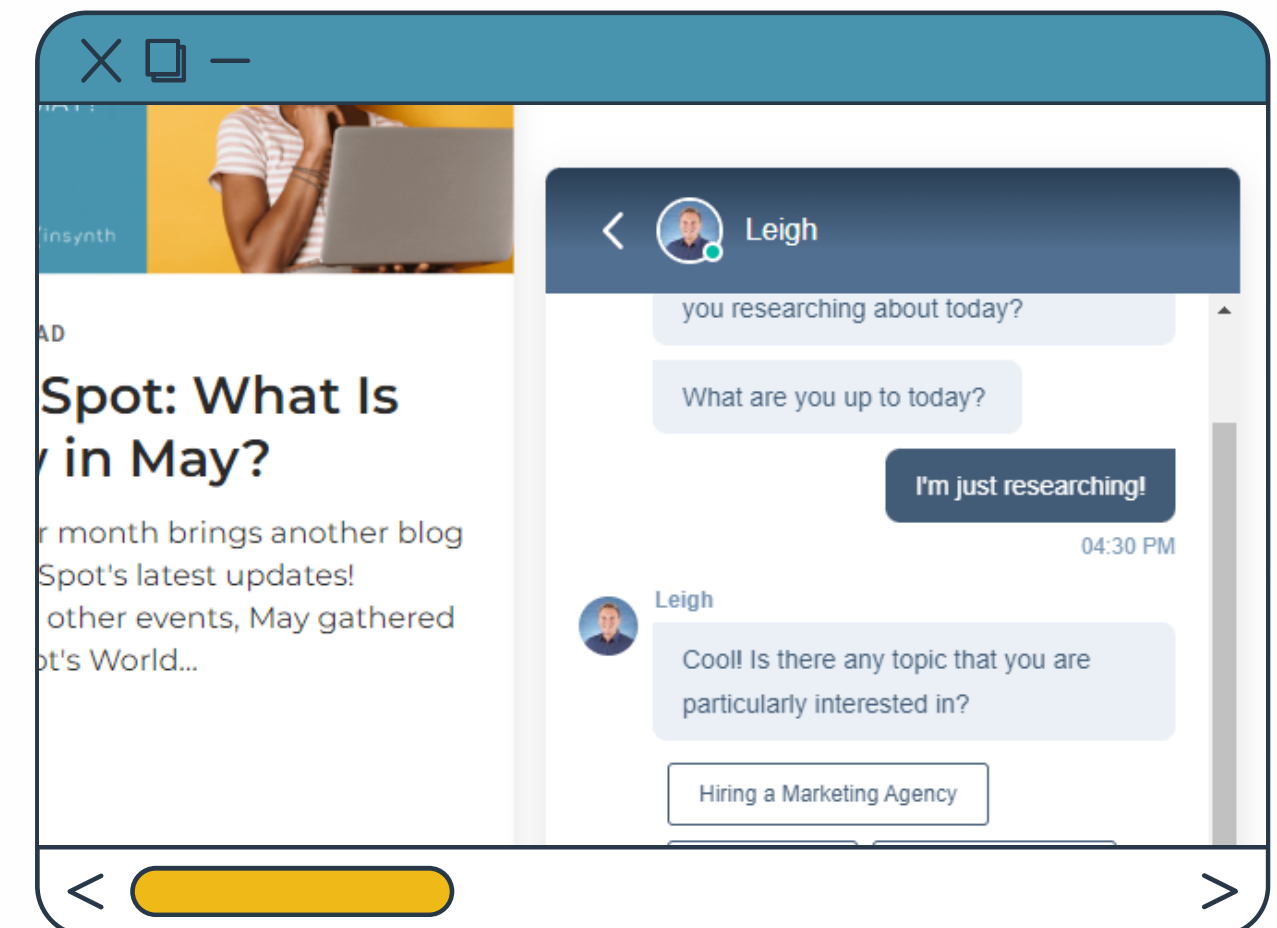 insynth
AD
Spot: What Is
in May?
r month brings another blog
Spot's latest updates!
other events, May gathered
ot's World...
Leigh
you researching about today?
What are you up to today?
I'm just researching!
04:30 PM
Leigh
Cool! Is there any topic that you are
particularly interested in?
Hiring a Marketing Agency